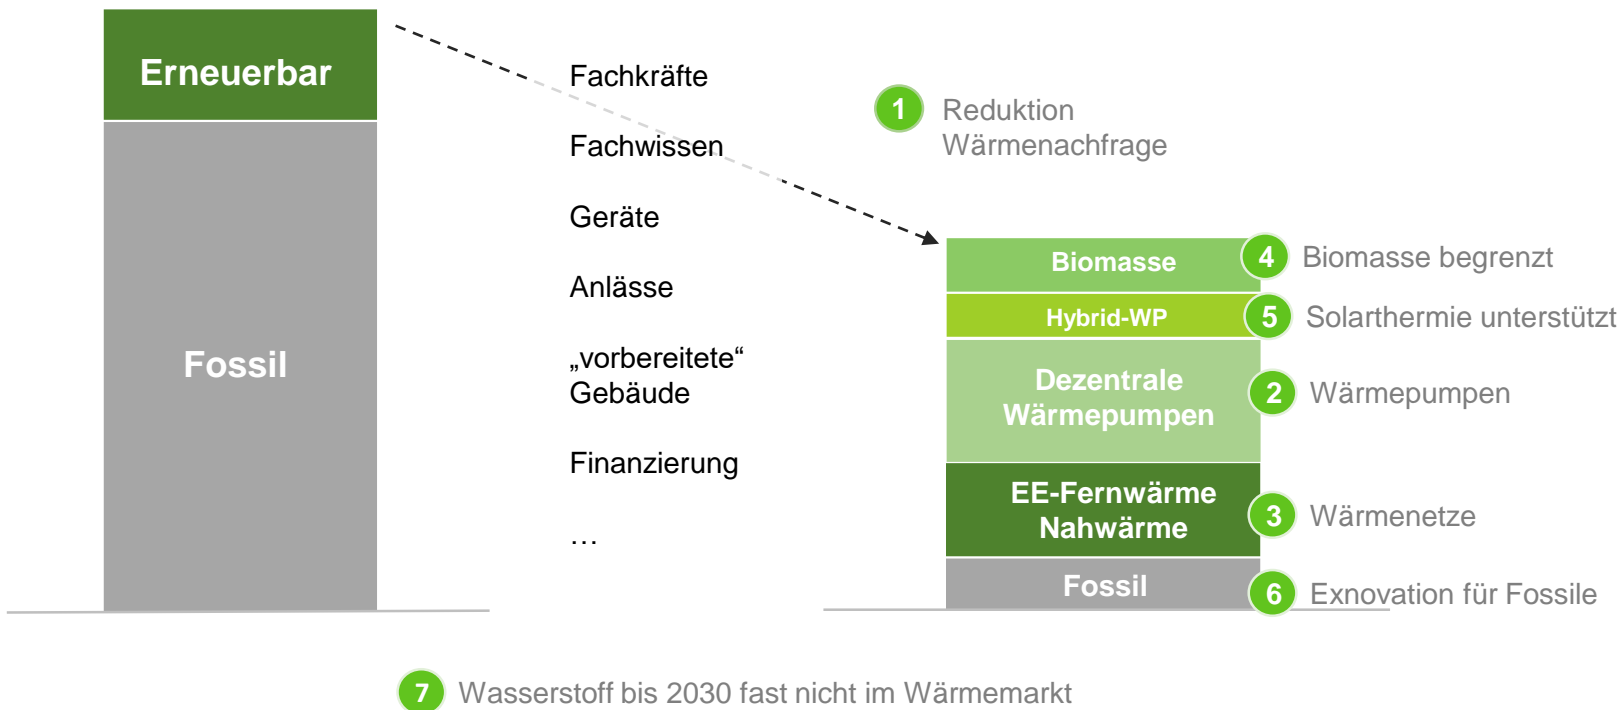 Erneuerbar
Fossil
Fachkräfte
Fachwissen
Geräte
Anlässe
„vorbereitete“
Gebäude
Finanzierung
…
1 Reduktion
Wärmenachfrage
Biomasse
4 Biomasse begrenzt
Hybrid-WP
5 Solarthermie unterstützt
Dezentrale
Wärmepumpen
2 Wärmepumpen
EE-Fernwärme
Nahwärme
3 Wärmenetze
Fossil
6 Exnovation für Fossile
7 Wasserstoff bis 2030 fast nicht im Wärmemarkt